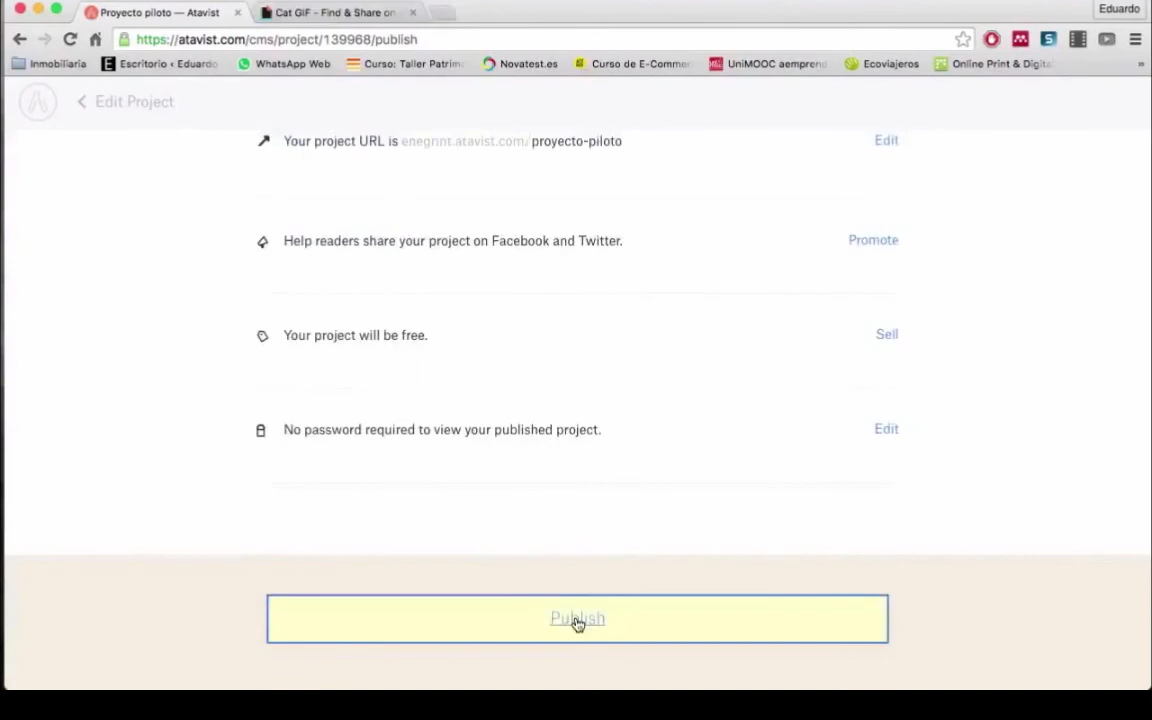 Eduardo
Proyecto piloto — Atavist × Cat GIF - Find & Share on ×
https://atavist.com/cms/project/139968/publish
Inmobiliaria Escritorio ‹ Eduardo WhatsApp Web Curso: Taller Patrim Novatest.es Curso de E-Commer UniMOOC aemprend Ecoviajeros Online Print & Digita »
Edit Project
Your project URL is enegrint.atavist.com/proyecto-piloto Edit
Help readers share your project on Facebook and Twitter. Promote
Your project will be free. Sell
No password required to view your published project. Edit
Publish